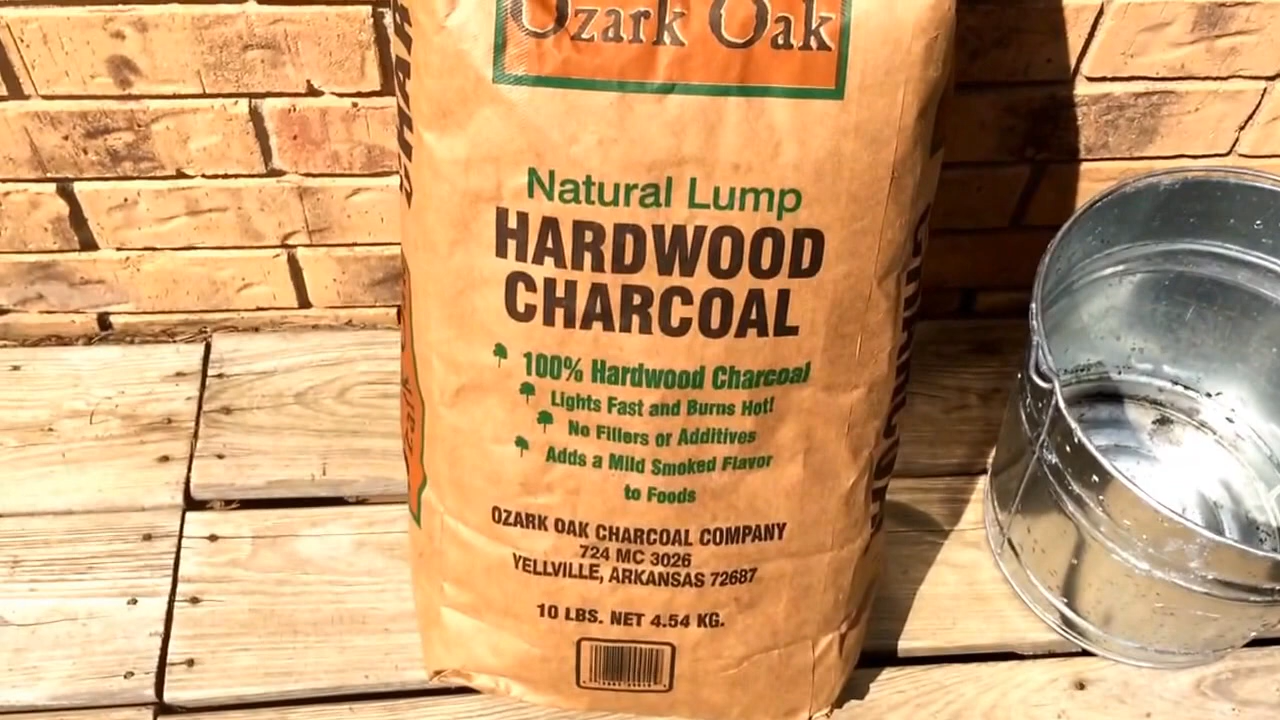 Ozark Oak
Natural Lump
HARDWOOD
CHARCOAL
100% Hardwood Charcoal
Lights Fast and Burns Hot!
No Fillers or Additives
Adds a Mild Smoked Flavor
to Foods
OZARK OAK CHARCOAL COMPANY
724 MC 3026
YELLVILLE, ARKANSAS 72687
10 LBS. NET 4.54 KG.